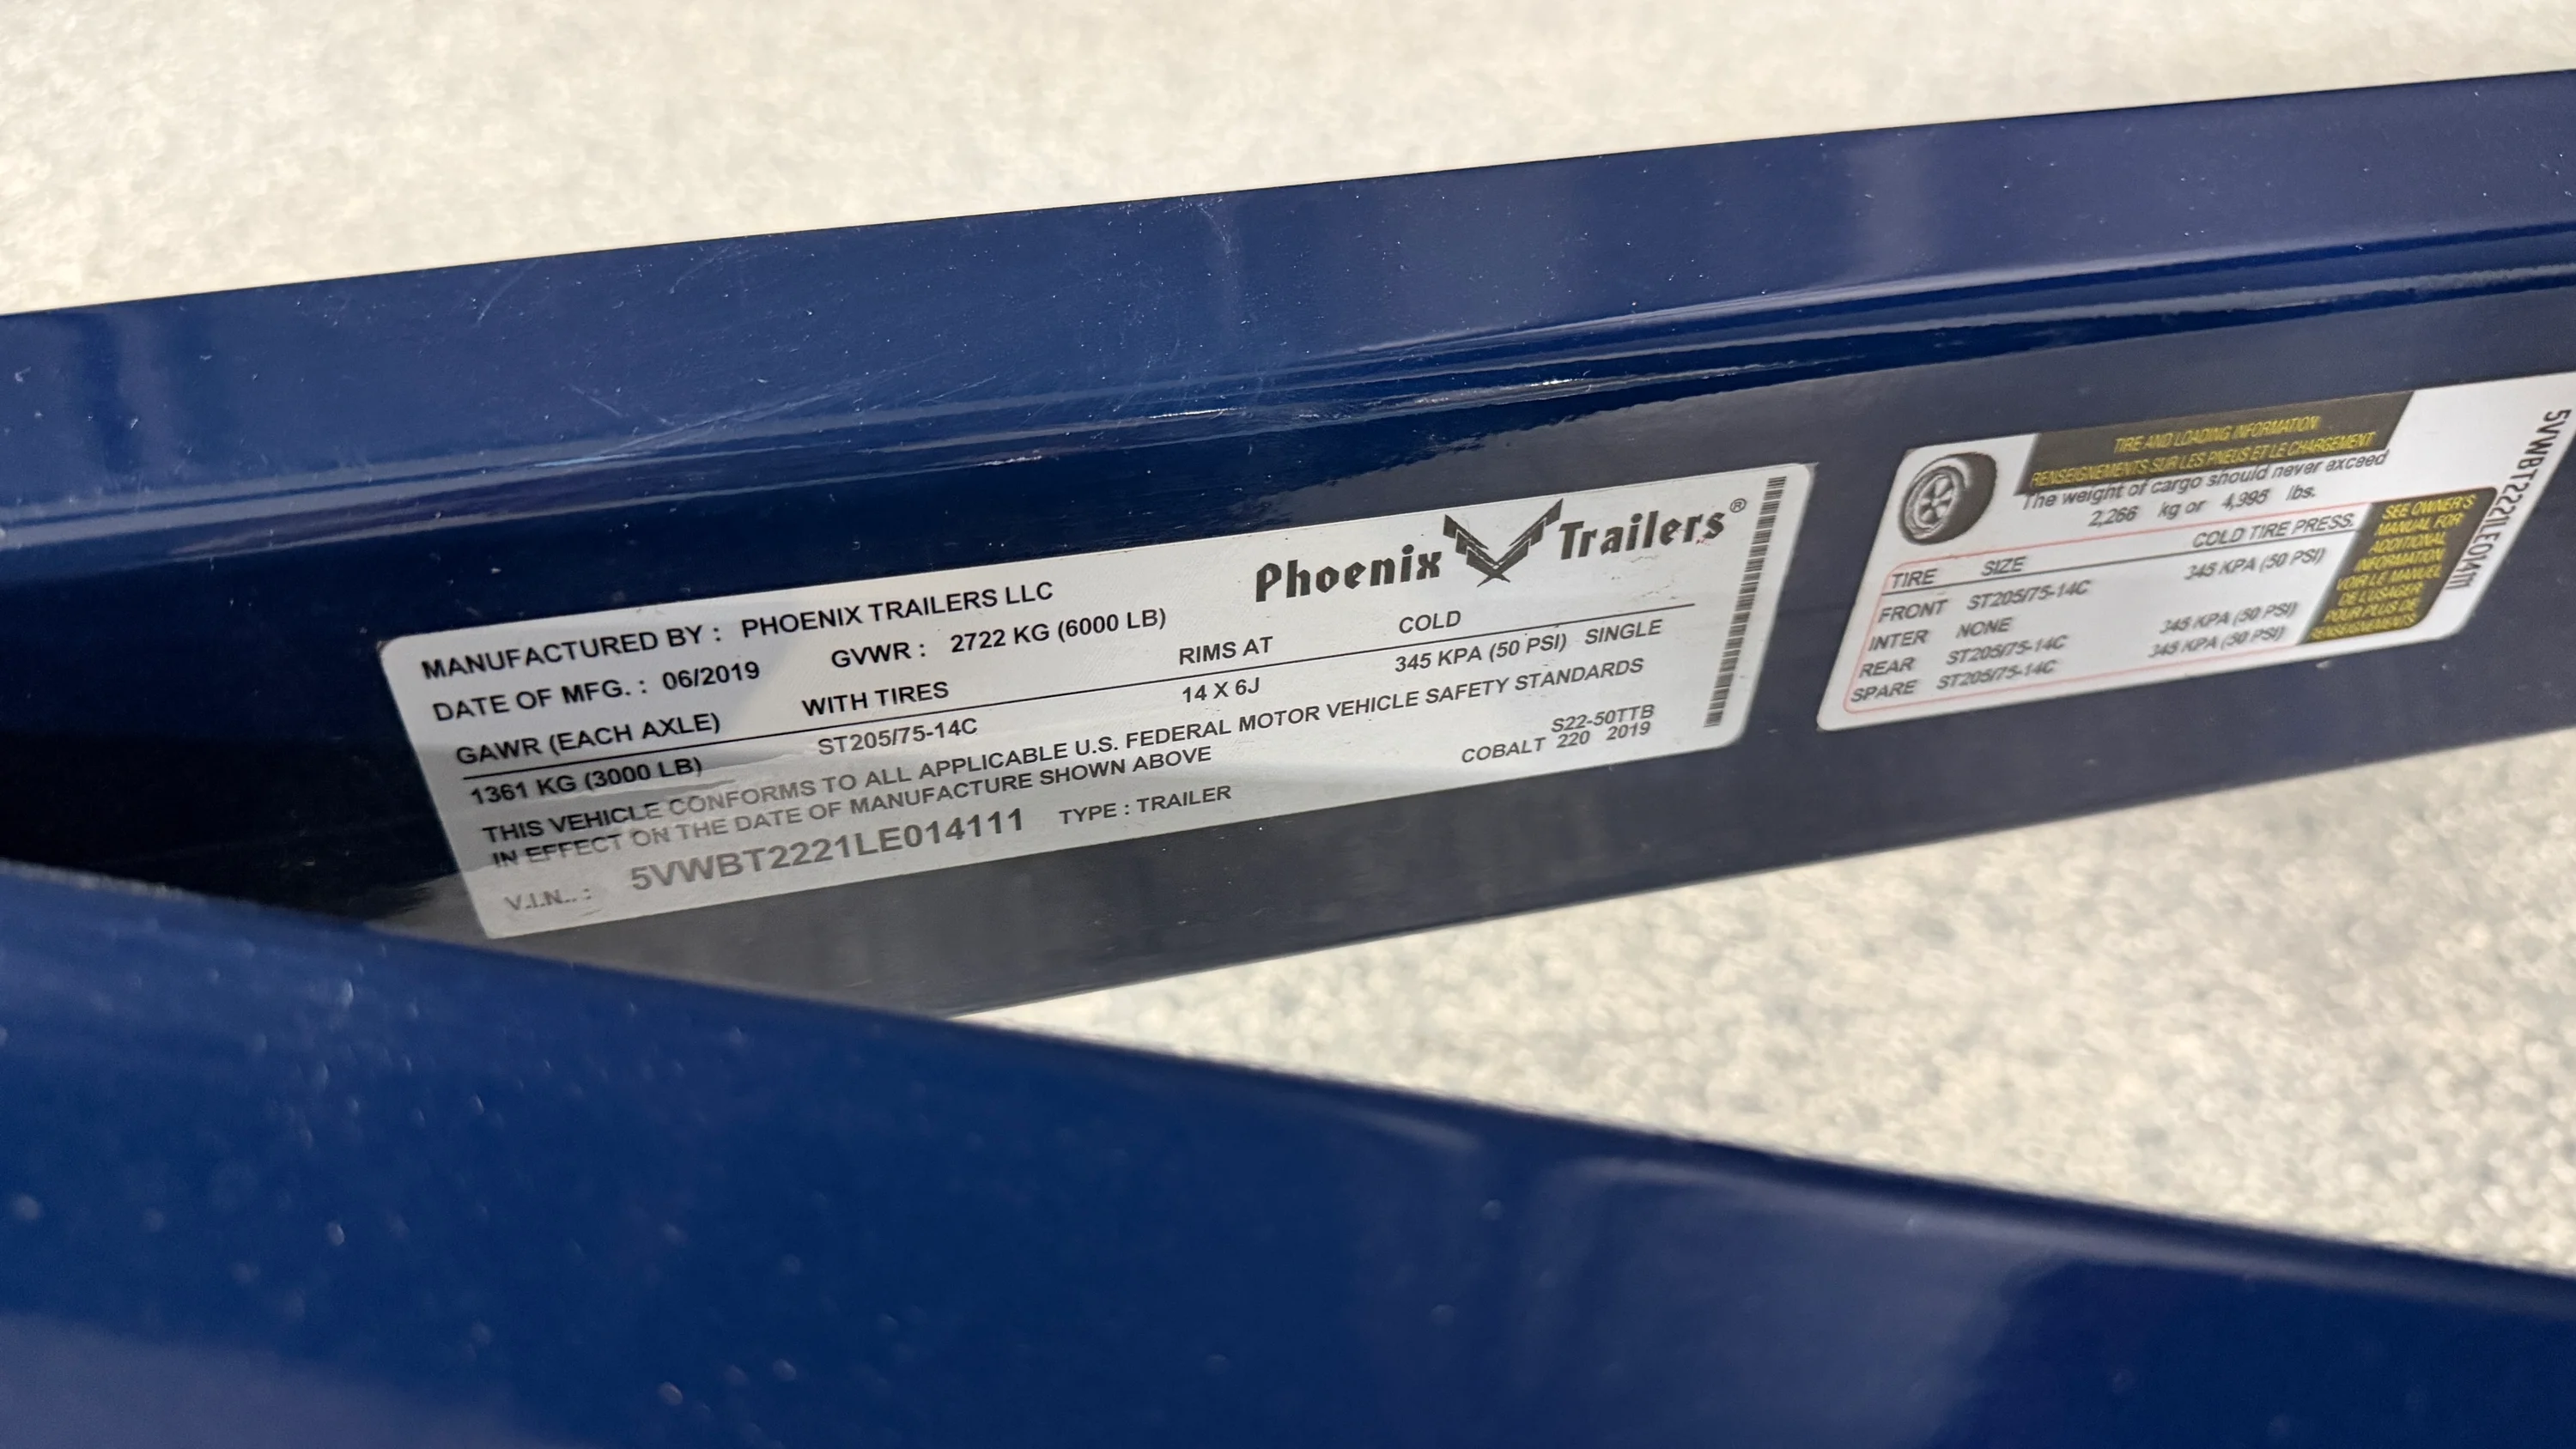 Phoenix Trailers®
MANUFACTURED BY : PHOENIX TRAILERS LLC
DATE OF MFG. : 06/2019 GVWR : 2722 KG (6000 LB)
GAWR (EACH AXLE) WITH TIRES RIMS AT COLD
1361 KG (3000 LB) ST205/75-14C 14 X 6J 345 KPA (50 PSI) SINGLE
THIS VEHICLE CONFORMS TO ALL APPLICABLE U.S. FEDERAL MOTOR VEHICLE SAFETY STANDARDS
IN EFFECT ON THE DATE OF MANUFACTURE SHOWN ABOVE
S22-50TTB
COBALT 220 2019
V.I.N.. : 5VWBT2221LE014111 TYPE : TRAILER
TIRE AND LOADING INFORMATION
RENSEIGNEMENTS SUR LES PNEUS ET LE CHARGEMENT
The weight of cargo should never exceed
2,266 kg or 4,995 lbs.
TIRE SIZE COLD TIRE PRESS.
FRONT ST205/75-14C 345 KPA (50 PSI)
INTER NONE
REAR ST205/75-14C 345 KPA (50 PSI)
SPARE ST205/75-14C 345 KPA (50 PSI)
SEE OWNER'S
MANUAL FOR
ADDITIONAL
INFORMATION
VOIR LE MANUEL
DE L'USAGER
POUR PLUS DE
RENSEIGNEMENTS
5VWBT2221LE014111